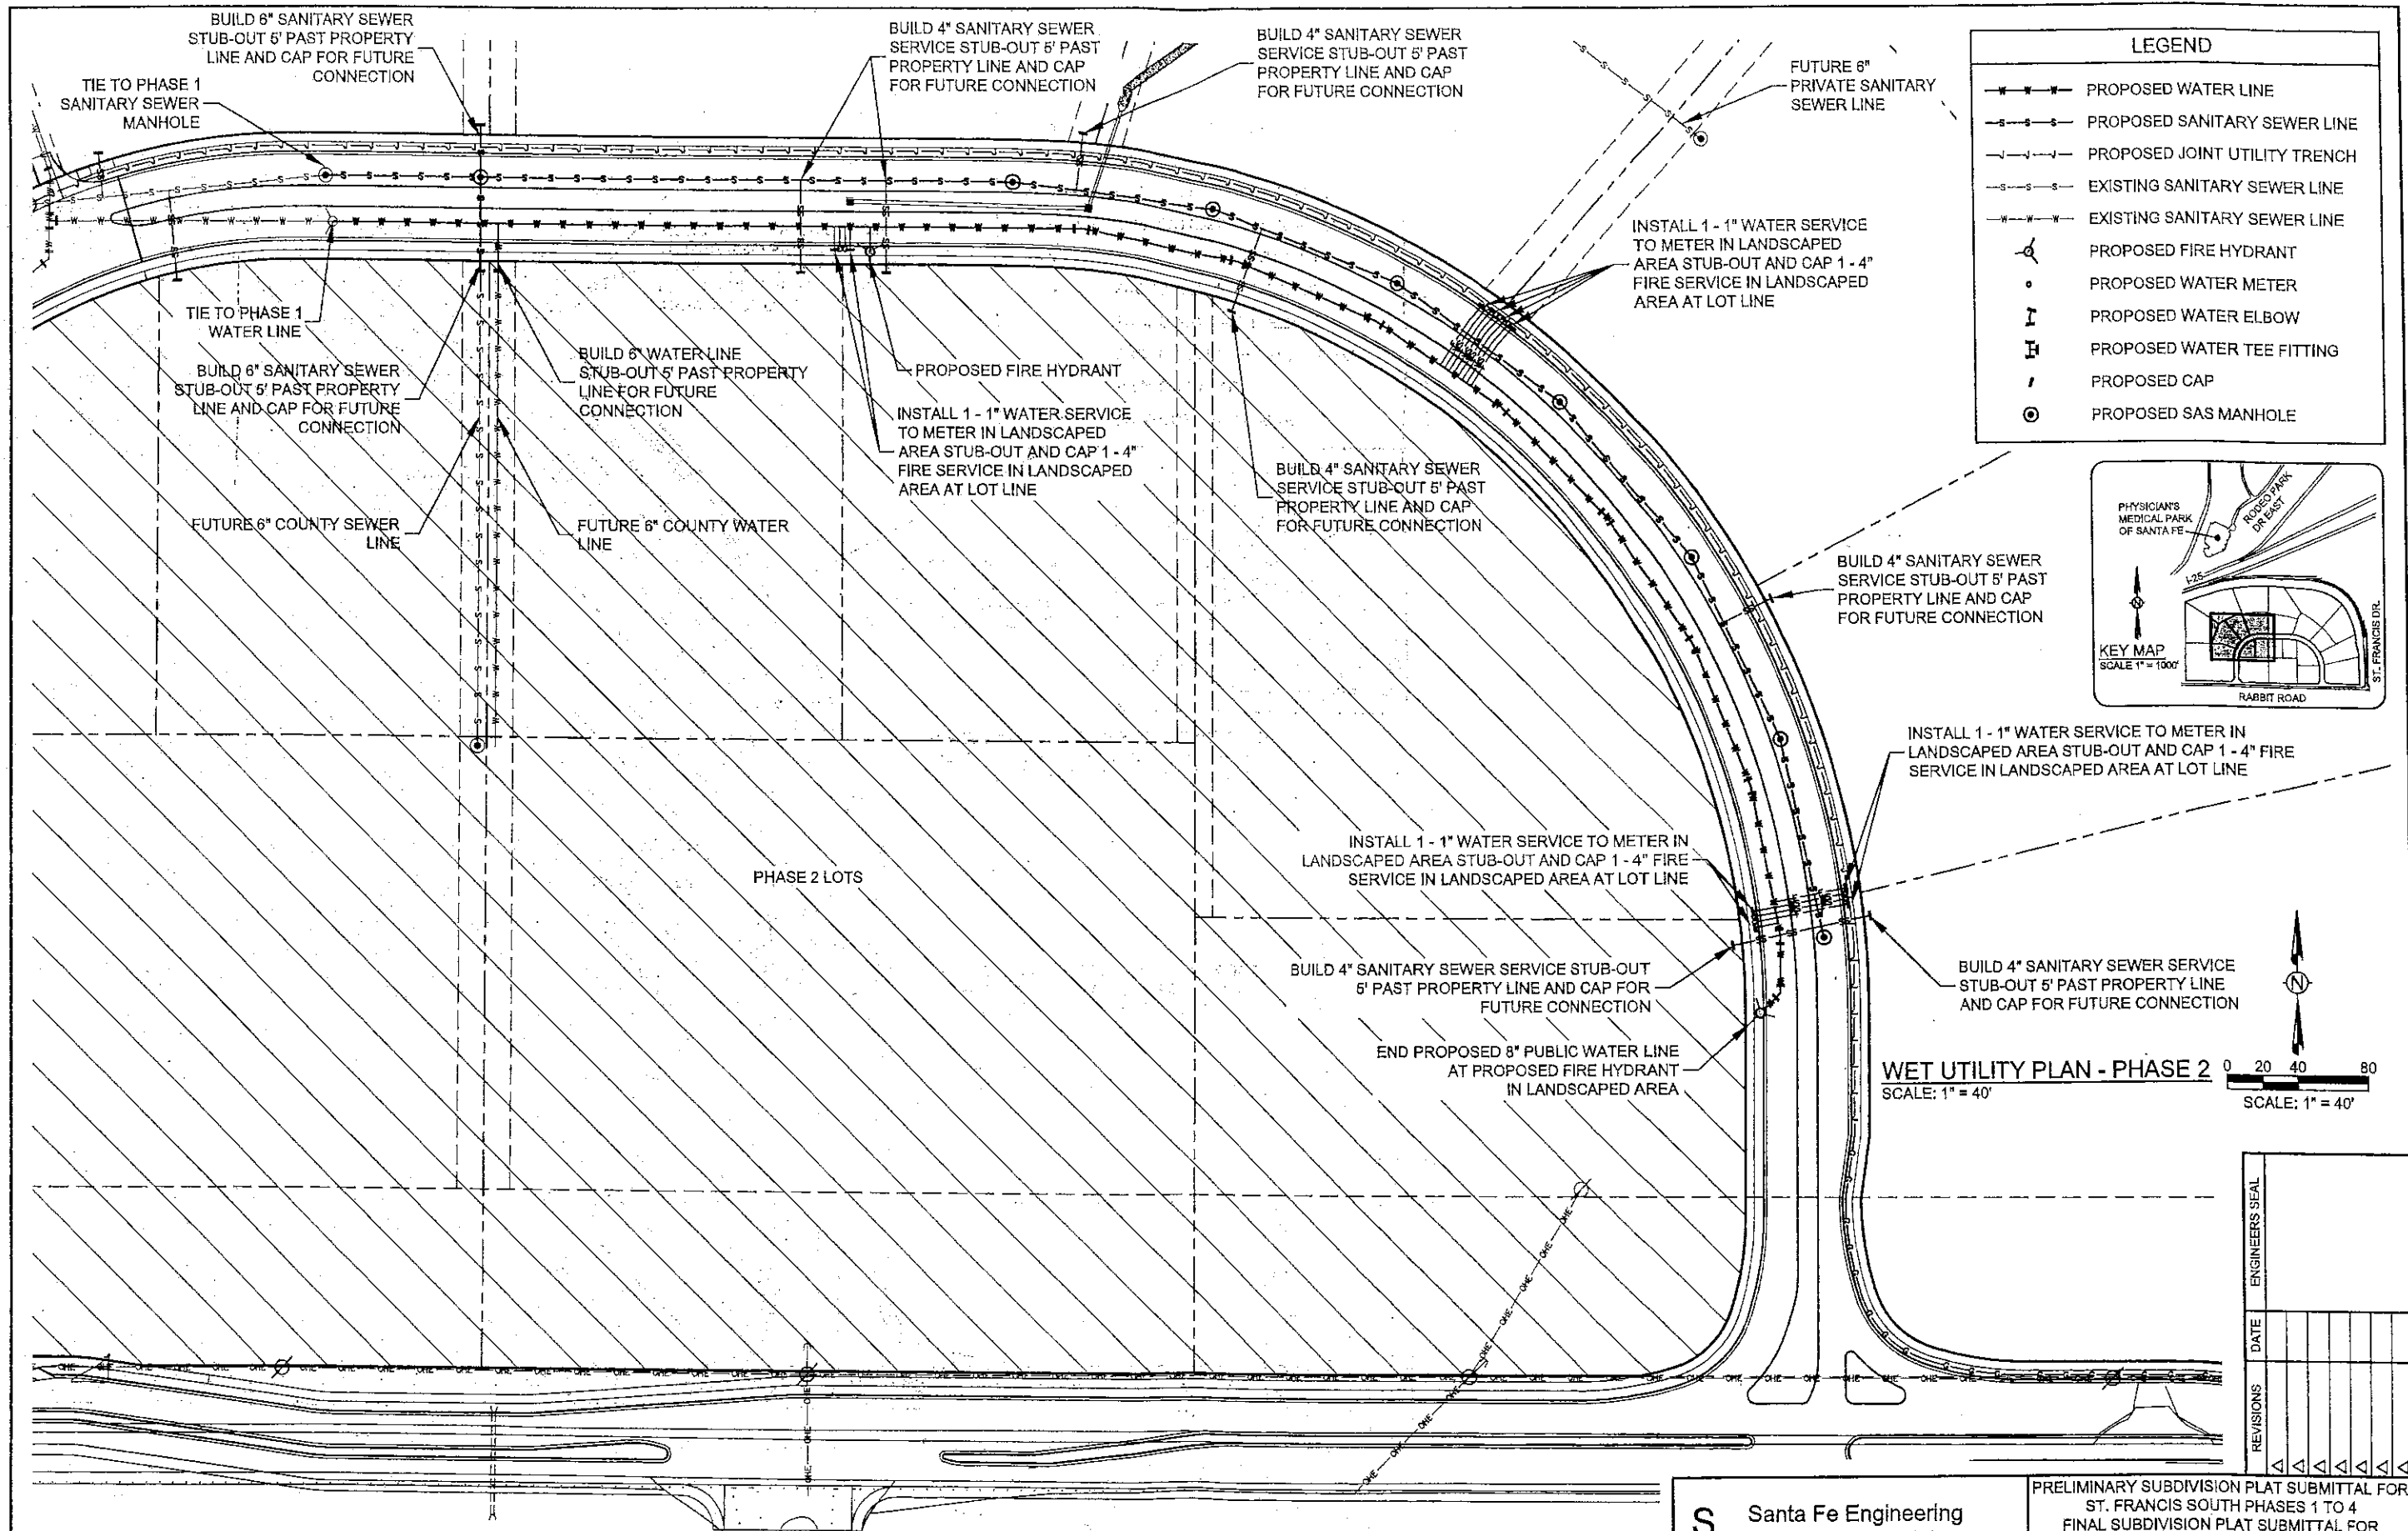 BUILD 6" SANITARY SEWER
STUB-OUT 5' PAST PROPERTY
LINE AND CAP FOR FUTURE
CONNECTION
TIE TO PHASE 1
SANITARY SEWER
MANHOLE
BUILD 4" SANITARY SEWER
SERVICE STUB-OUT 5' PAST
PROPERTY LINE AND CAP
FOR FUTURE CONNECTION
BUILD 4" SANITARY SEWER
SERVICE STUB-OUT 5' PAST
PROPERTY LINE AND CAP
FOR FUTURE CONNECTION
FUTURE 6"
PRIVATE SANITARY
SEWER LINE
LEGEND
PROPOSED WATER LINE
PROPOSED SANITARY SEWER LINE
PROPOSED JOINT UTILITY TRENCH
EXISTING SANITARY SEWER LINE
EXISTING SANITARY SEWER LINE
PROPOSED FIRE HYDRANT
PROPOSED WATER METER
PROPOSED WATER ELBOW
PROPOSED WATER TEE FITTING
PROPOSED CAP
PROPOSED SAS MANHOLE
INSTALL 1 - 1" WATER SERVICE
TO METER IN LANDSCAPED
AREA STUB-OUT AND CAP 1 - 4"
FIRE SERVICE IN LANDSCAPED
AREA AT LOT LINE
TIE TO PHASE 1
WATER LINE
BUILD 6" SANITARY SEWER
STUB-OUT 5' PAST PROPERTY
LINE AND CAP FOR FUTURE
CONNECTION
BUILD 6" WATER LINE
STUB-OUT 5' PAST PROPERTY
LINE FOR FUTURE
CONNECTION
PROPOSED FIRE HYDRANT
INSTALL 1 - 1" WATER SERVICE
TO METER IN LANDSCAPED
AREA STUB-OUT AND CAP 1 - 4"
FIRE SERVICE IN LANDSCAPED
AREA AT LOT LINE
BUILD 4" SANITARY SEWER
SERVICE STUB-OUT 5' PAST
PROPERTY LINE AND CAP
FOR FUTURE CONNECTION
FUTURE 6" COUNTY SEWER
LINE
FUTURE 6" COUNTY WATER
LINE
PHYSICIAN'S
MEDICAL PARK
OF SANTA FE
RODEO PARK
DR EAST
I-25
N
KEY MAP
SCALE 1" = 1000'
ST. FRANCIS DR.
RABBIT ROAD
BUILD 4" SANITARY SEWER
SERVICE STUB-OUT 5' PAST
PROPERTY LINE AND CAP
FOR FUTURE CONNECTION
INSTALL 1 - 1" WATER SERVICE TO METER IN
LANDSCAPED AREA STUB-OUT AND CAP 1 - 4" FIRE
SERVICE IN LANDSCAPED AREA AT LOT LINE
INSTALL 1 - 1" WATER SERVICE TO METER IN
LANDSCAPED AREA STUB-OUT AND CAP 1 - 4" FIRE
SERVICE IN LANDSCAPED AREA AT LOT LINE
PHASE 2 LOTS
BUILD 4" SANITARY SEWER SERVICE STUB-OUT
5' PAST PROPERTY LINE AND CAP FOR
FUTURE CONNECTION
BUILD 4" SANITARY SEWER SERVICE
STUB-OUT 5' PAST PROPERTY LINE
AND CAP FOR FUTURE CONNECTION
END PROPOSED 8" PUBLIC WATER LINE
AT PROPOSED FIRE HYDRANT
IN LANDSCAPED AREA
N
WET UTILITY PLAN - PHASE 2
SCALE: 1" = 40'
0 20 40 80
SCALE: 1" = 40'
ENGINEERS SEAL
DATE
REVISIONS
S Santa Fe Engineering
PRELIMINARY SUBDIVISION PLAT SUBMITTAL FOR
ST. FRANCIS SOUTH PHASES 1 TO 4
FINAL SUBDIVISION PLAT SUBMITTAL FOR